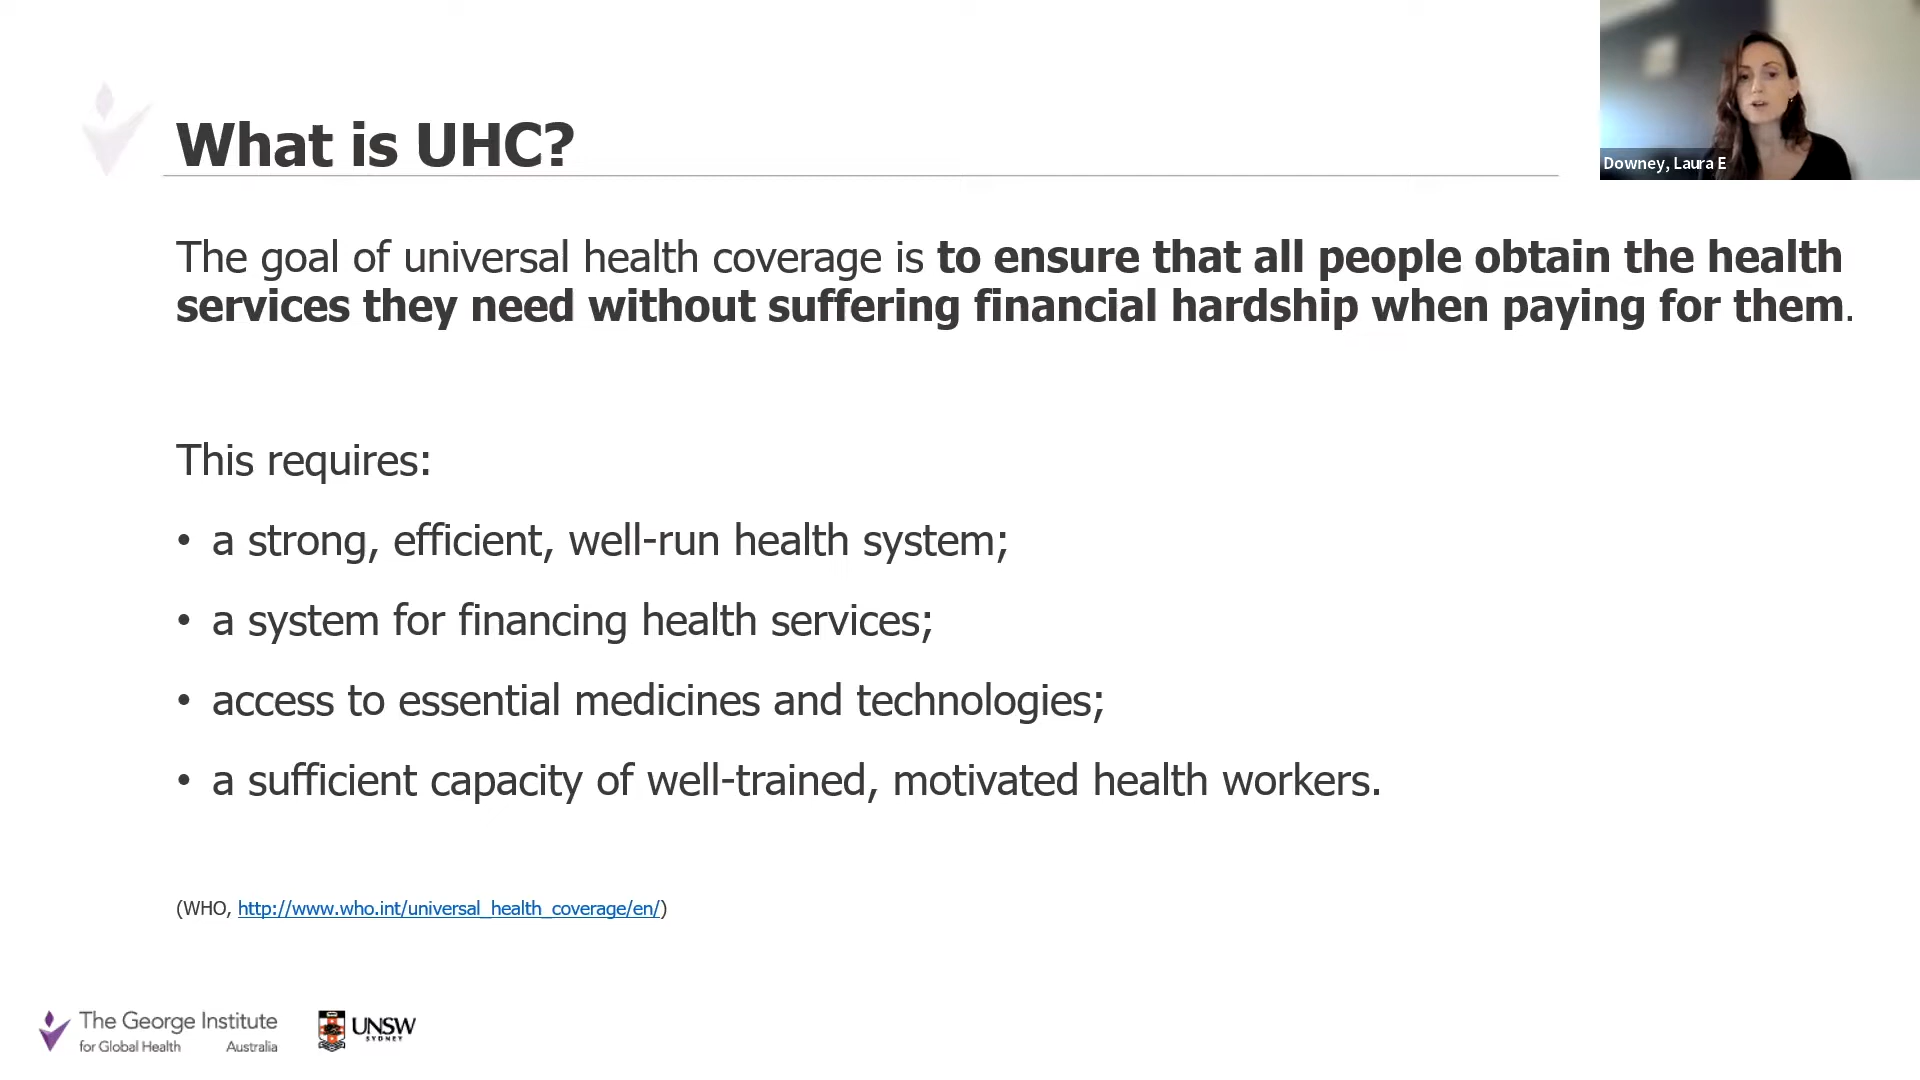 Downey, Laura E
What is UHC?
The goal of universal health coverage is to ensure that all people obtain the health
services they need without suffering financial hardship when paying for them.
This requires:
• a strong, efficient, well-run health system;
• a system for financing health services;
• access to essential medicines and technologies;
• a sufficient capacity of well-trained, motivated health workers.
(WHO, http://www.who.int/universal_health_coverage/en/)
The George Institute
for Global Health Australia
UNSW
SYDNEY